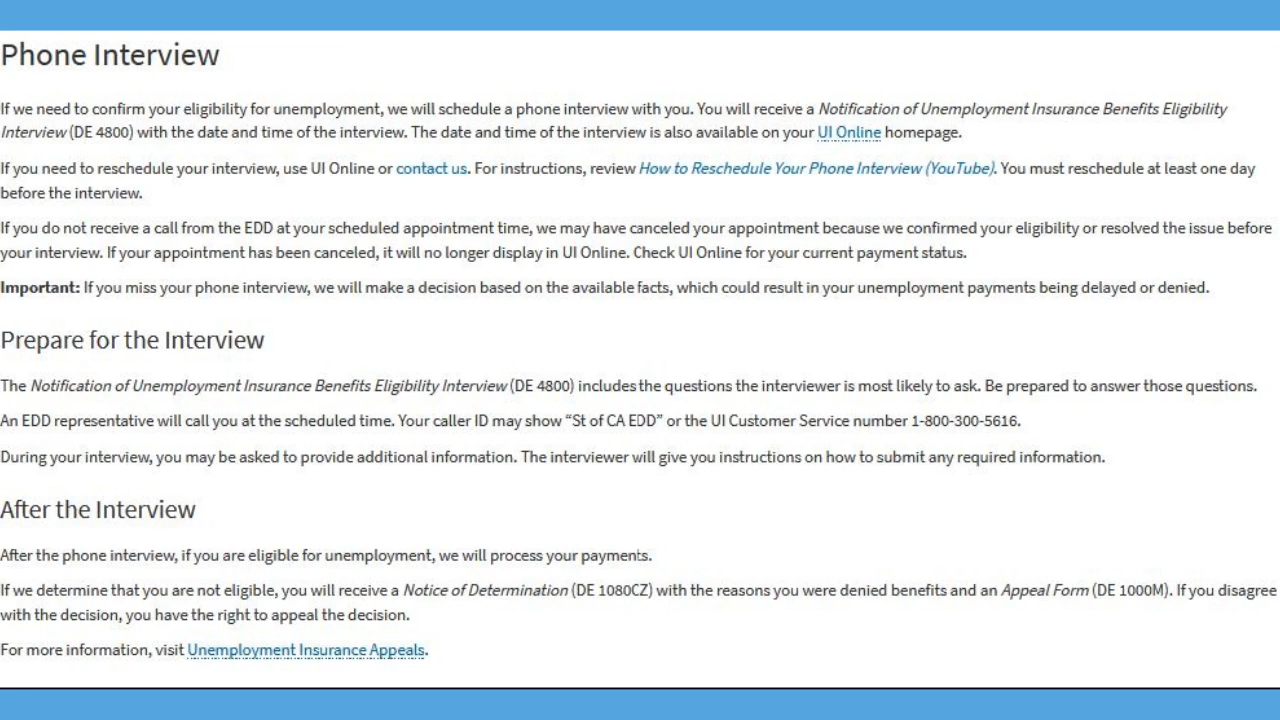 Phone Interview
If we need to confirm your eligibility for unemployment, we will schedule a phone interview with you. You will receive a Notification of Unemployment Insurance Benefits Eligibility
Interview (DE 4800) with the date and time of the interview. The date and time of the interview is also available on your UI Online homepage.
If you need to reschedule your interview, use UI Online or contact us. For instructions, review How to Reschedule Your Phone Interview (YouTube). You must reschedule at least one day
before the interview.
If you do not receive a call from the EDD at your scheduled appointment time, we may have canceled your appointment because we confirmed your eligibility or resolved the issue before
your interview. If your appointment has been canceled, it will no longer display in UI Online. Check UI Online for your current payment status.
Important: If you miss your phone interview, we will make a decision based on the available facts, which could result in your unemployment payments being delayed or denied.
Prepare for the Interview
The Notification of Unemployment Insurance Benefits Eligibility Interview (DE 4800) includes the questions the interviewer is most likely to ask. Be prepared to answer those questions.
An EDD representative will call you at the scheduled time. Your caller ID may show “St of CA EDD” or the UI Customer Service number 1-800-300-5616.
During your interview, you may be asked to provide additional information. The interviewer will give you instructions on how to submit any required information.
After the Interview
After the phone interview, if you are eligible for unemployment, we will process your payments.
If we determine that you are not eligible, you will receive a Notice of Determination (DE 1080CZ) with the reasons you were denied benefits and an Appeal Form (DE 1000M). If you disagree
with the decision, you have the right to appeal the decision.
For more information, visit Unemployment Insurance Appeals.